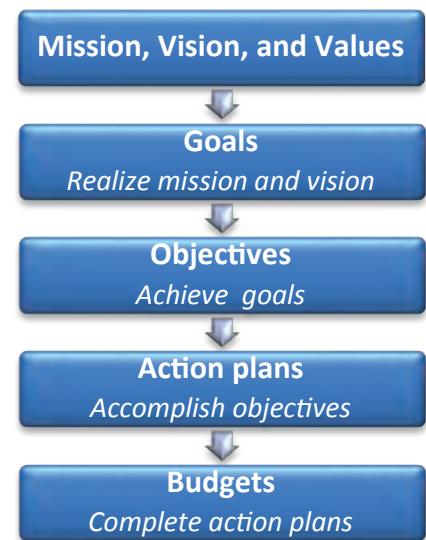 Mission, Vision, and Values
Goals
Realize mission and vision
Objectives
Achieve goals
Action plans
Accomplish objectives
Budgets
Complete action plans